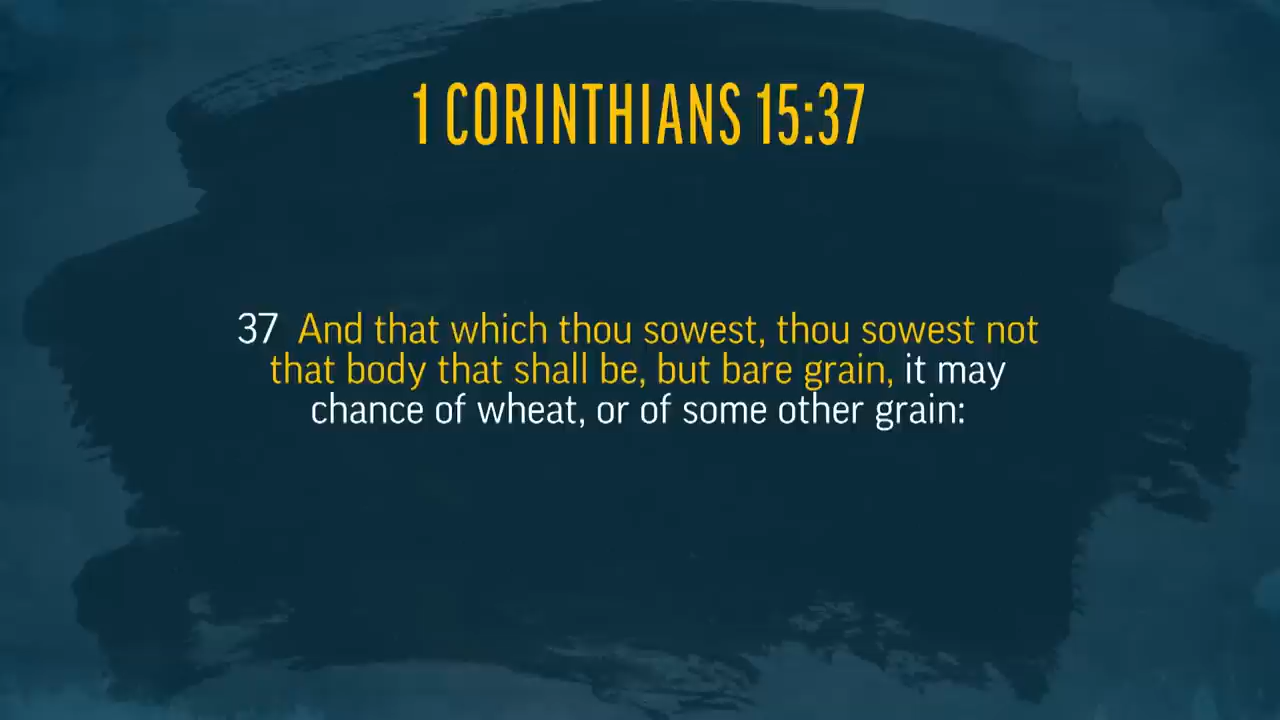 1 CORINTHIANS 15:37
37 And that which thou sowest, thou sowest not
that body that shall be, but bare grain, it may
chance of wheat, or of some other grain: